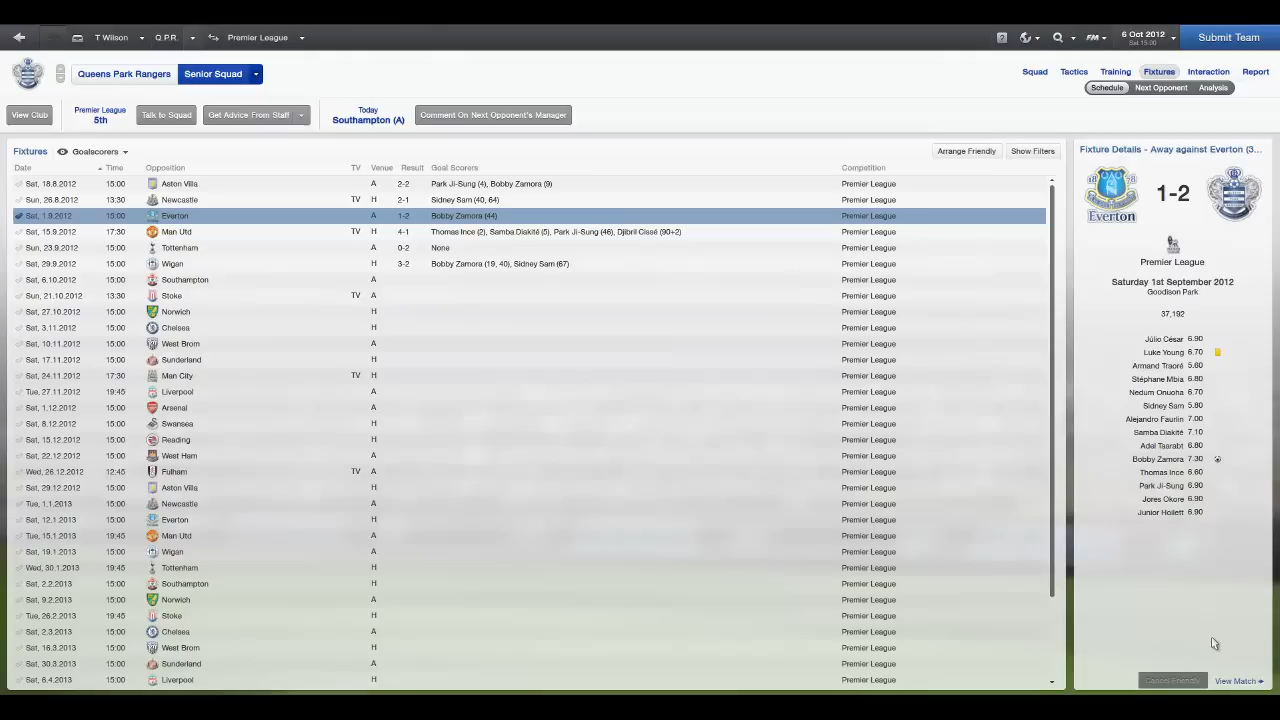 T Wilson Q.P.R. Premier League FM 6 Oct 2012 Sat 15:00 Submit Team
Queens Park Rangers Senior Squad Squad Tactics Training Fixtures Interaction Report
Schedule Next Opponent Analysis
View Club Premier League 5th Talk to Squad Get Advice From Staff Today Southampton (A) Comment On Next Opponent's Manager
Fixtures Goalscorers Arrange Friendly Show Filters
Date Time Opposition TV Venue Result Goal Scorers Competition
Sat, 18.8.2012 15:00 Aston Villa A 2-2 Park Ji-Sung (4), Bobby Zamora (9) Premier League
Sun, 26.8.2012 13:30 Newcastle TV H 2-1 Sidney Sam (40, 64) Premier League
Sat, 1.9.2012 15:00 Everton A 1-2 Bobby Zamora (44) Premier League
Sat, 15.9.2012 17:30 Man Utd TV H 4-1 Thomas Ince (2), Samba Diakité (5), Park Ji-Sung (46), Djibril Cissé (90+2) Premier League
Sun, 23.9.2012 15:00 Tottenham A 0-2 None Premier League
Sat, 29.9.2012 15:00 Wigan H 3-2 Bobby Zamora (19, 40), Sidney Sam (67) Premier League
Sat, 6.10.2012 15:00 Southampton A Premier League
Sun, 21.10.2012 13:30 Stoke TV A Premier League
Sat, 27.10.2012 15:00 Norwich H Premier League
Sat, 3.11.2012 15:00 Chelsea H Premier League
Sat, 10.11.2012 15:00 West Brom A Premier League
Sat, 17.11.2012 15:00 Sunderland H Premier League
Sat, 24.11.2012 17:30 Man City TV H Premier League
Tue, 27.11.2012 19:45 Liverpool A Premier League
Sat, 1.12.2012 15:00 Arsenal A Premier League
Sat, 8.12.2012 15:00 Swansea H Premier League
Sat, 15.12.2012 15:00 Reading H Premier League
Sat, 22.12.2012 15:00 West Ham A Premier League
Wed, 26.12.2012 12:45 Fulham TV A Premier League
Sat, 29.12.2012 15:00 Aston Villa H Premier League
Tue, 1.1.2013 15:00 Newcastle A Premier League
Sat, 12.1.2013 15:00 Everton H Premier League
Tue, 15.1.2013 19:45 Man Utd A Premier League
Sat, 19.1.2013 15:00 Wigan A Premier League
Wed, 30.1.2013 19:45 Tottenham H Premier League
Sat, 2.2.2013 15:00 Southampton H Premier League
Sat, 9.2.2013 15:00 Norwich A Premier League
Tue, 26.2.2013 19:45 Stoke H Premier League
Sat, 2.3.2013 15:00 Chelsea A Premier League
Sat, 16.3.2013 15:00 West Brom H Premier League
Sat, 30.3.2013 15:00 Sunderland A Premier League
Sat, 6.4.2013 15:00 Liverpool H Premier League
Fixture Details - Away against Everton (3...
18 78
Everton
1-2
Premier League
Saturday 1st September 2012
Goodison Park
37,192
Júlio César 6.90
Luke Young 6.70
Armand Traoré 5.60
Stéphane Mbia 6.80
Nedum Onuoha 6.70
Sidney Sam 5.80
Alejandro Faurlin 7.00
Samba Diakité 7.10
Adel Taarabt 6.80
Bobby Zamora 7.30
Thomas Ince 6.60
Park Ji-Sung 6.90
Jores Okore 6.90
Junior Hoilett 6.90
Cancel Friendly View Match